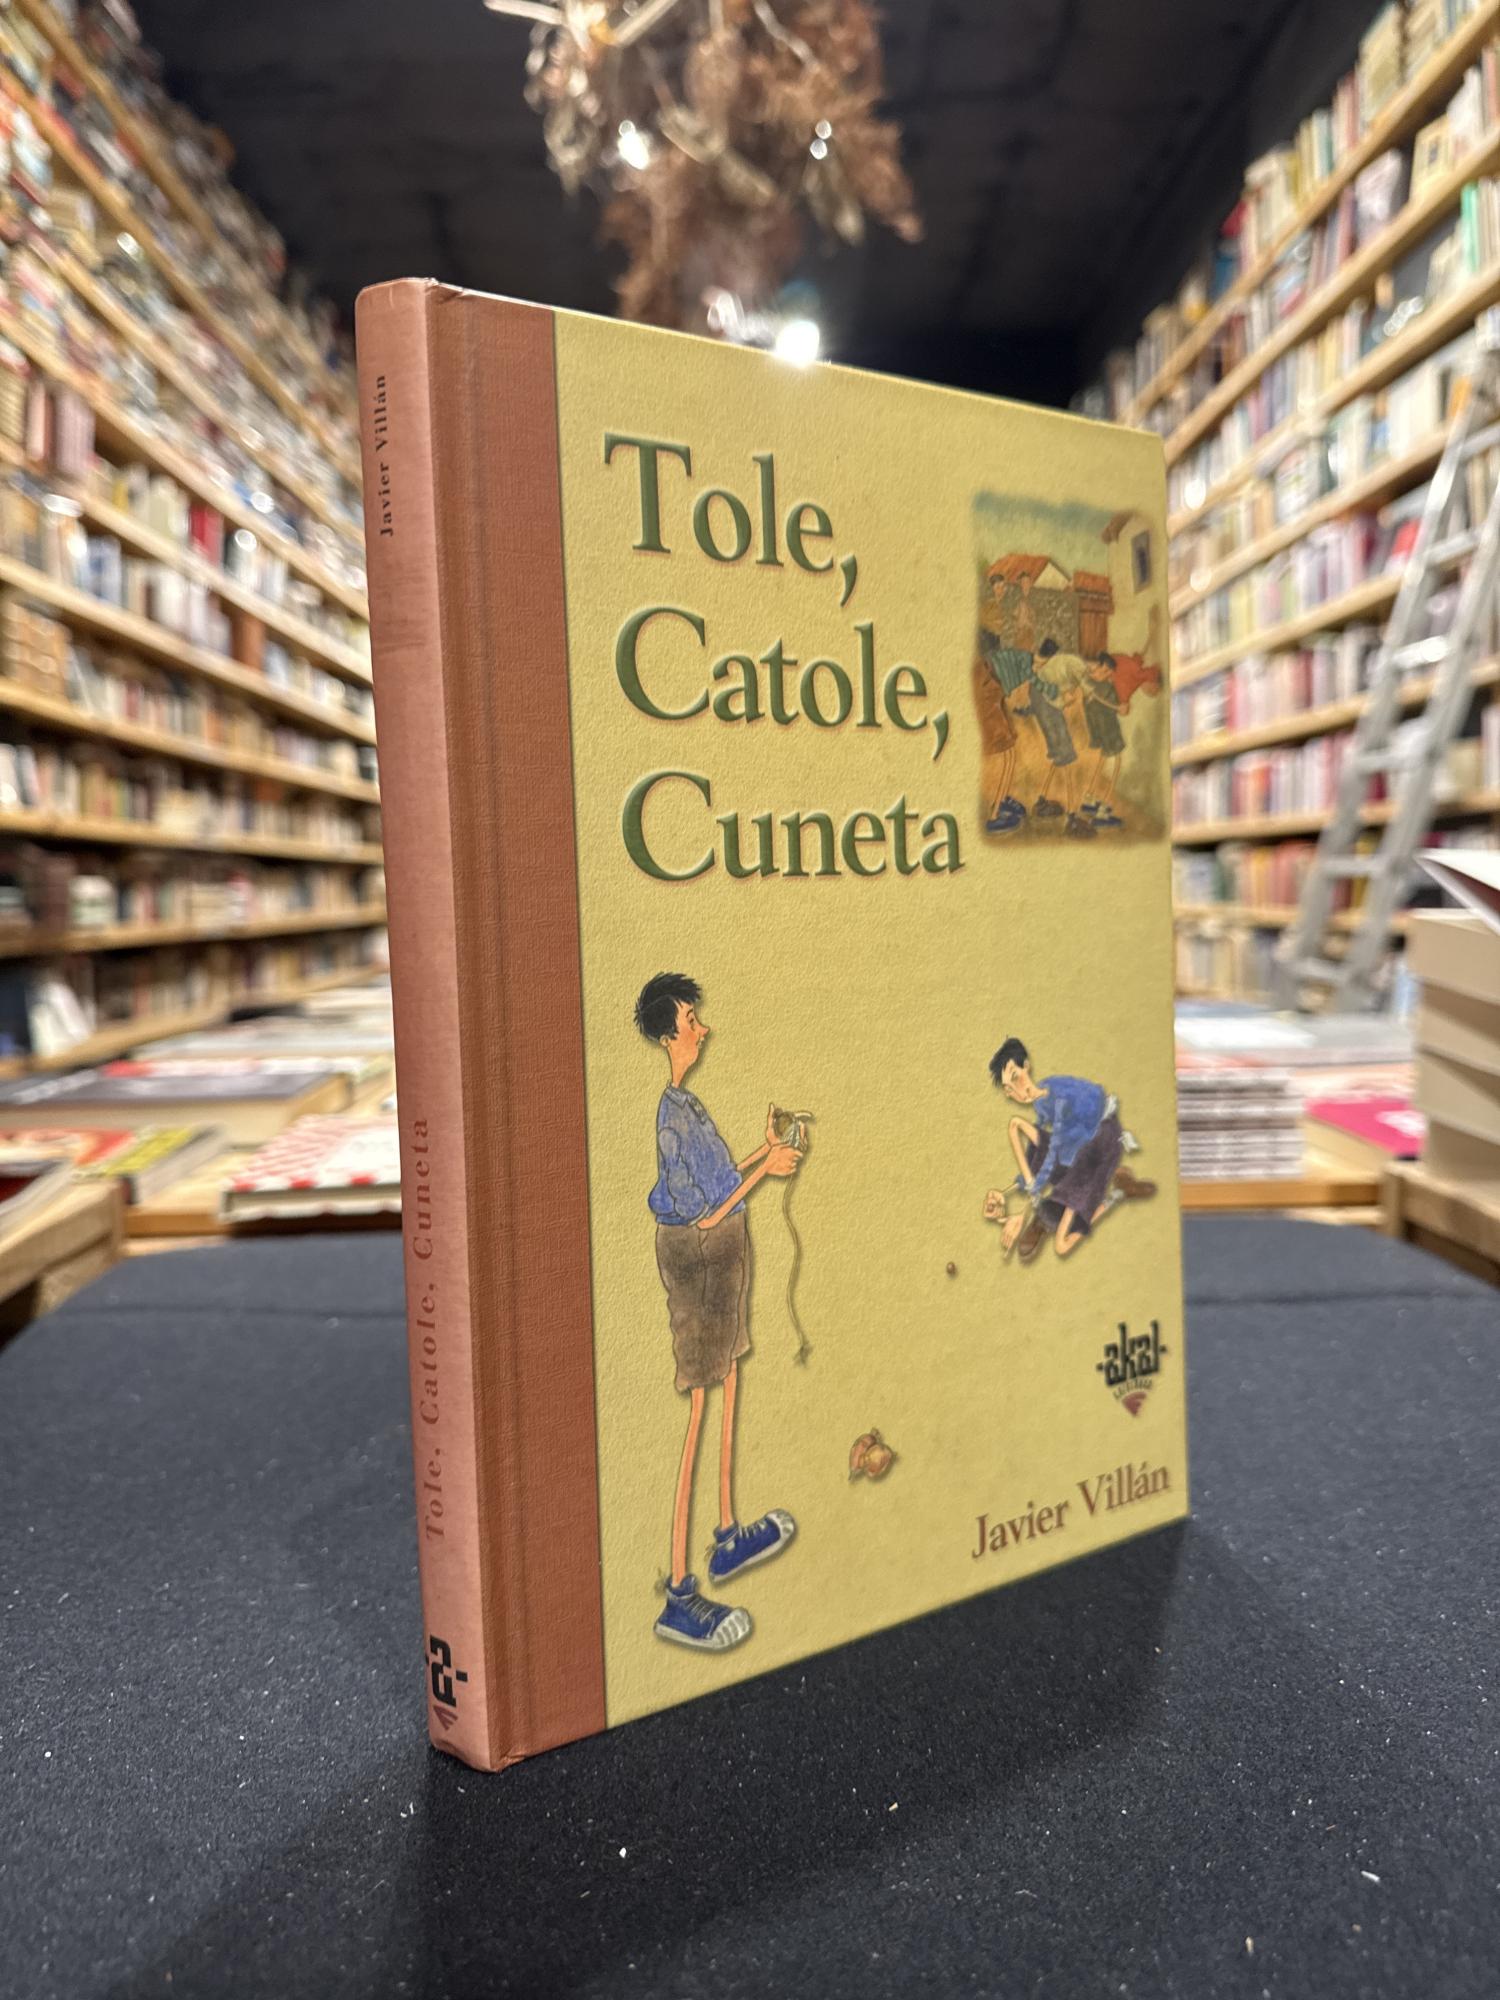 Javier Villán
Tole, Catole, Cuneta
a
Tole,
Catole,
Cuneta
akal
Javier Villán